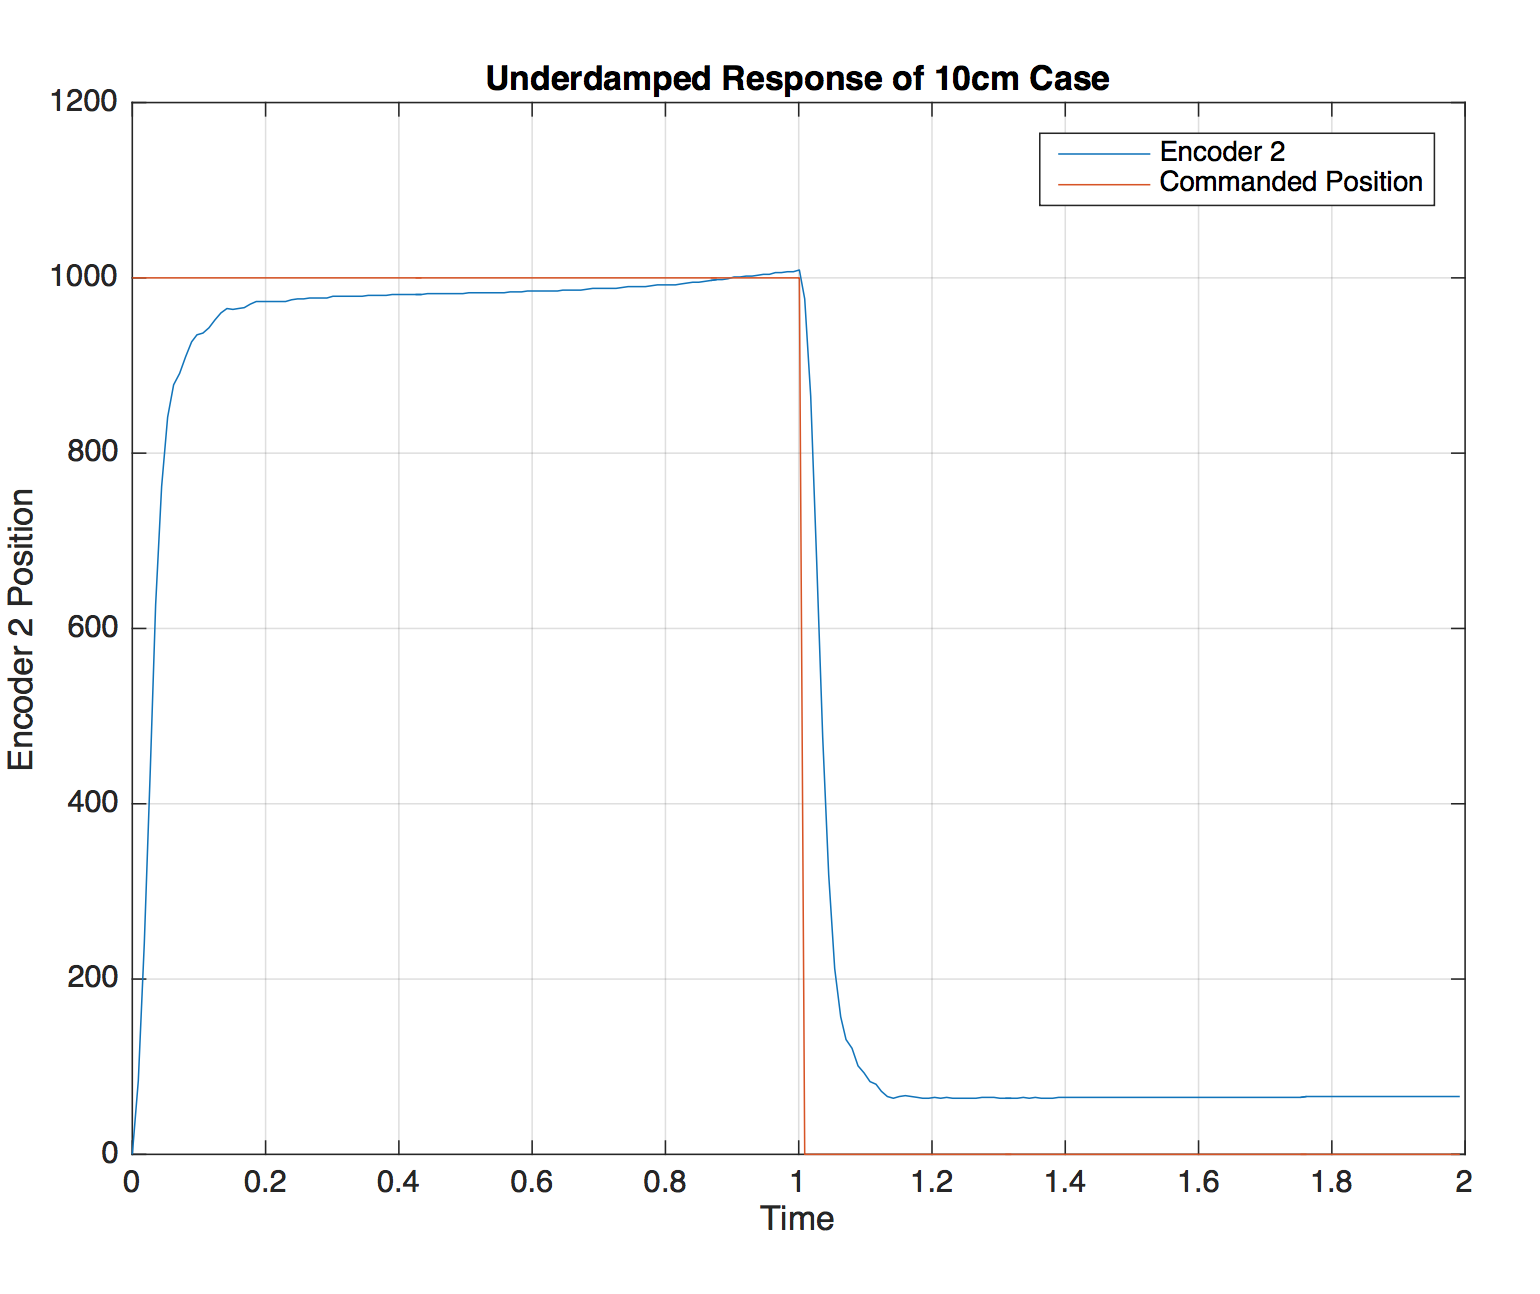 Underdamped Response of 10cm Case
1200
1000
800
600
400
200
0
Encoder 2 Position
Encoder 2
Commanded Position
0 0.2 0.4 0.6 0.8 1 1.2 1.4 1.6 1.8 2
Time